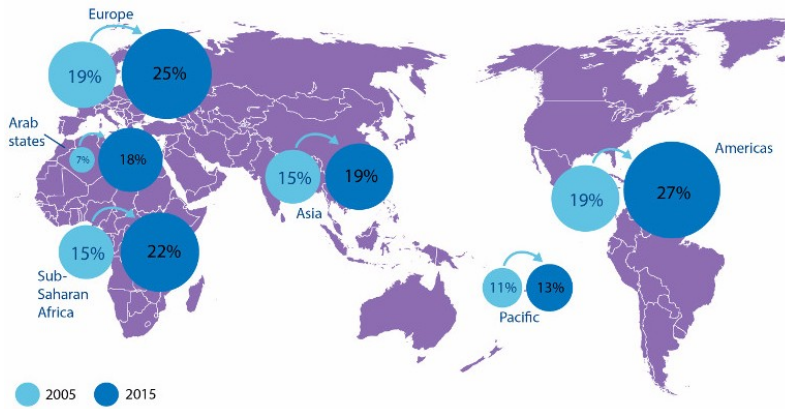 Europe
19%
25%
Arab
states
7%
18%
15%
19%
Asia
Americas
19%
27%
15%
22%
Sub-
Saharan
Africa
11%
13%
Pacific
2005
2015